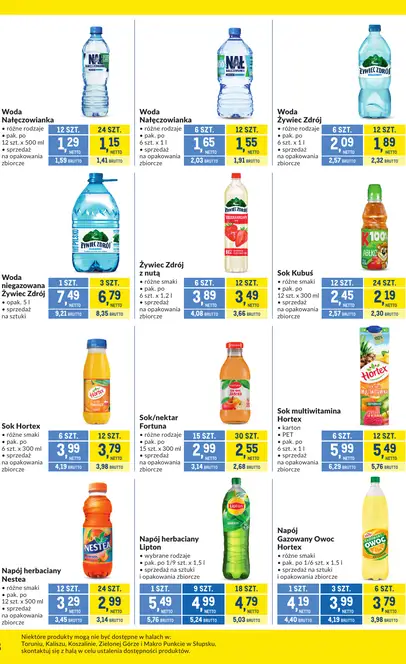 Woda
Nałęczowianka
• różne rodzaje
• pak. po
12 szt. x 500 ml
• sprzedaż
na opakowania
zbiorcze
12 SZT. 24 SZT.
1,29 NETTO 1,15 NETTO
1,59 BRUTTO 1,41 BRUTTO
Woda
Nałęczowianka
• różne rodzaje
• pak. po
6 szt. x 1 l
• sprzedaż
na opakowania
zbiorcze
6 SZT. 12 SZT.
1,65 NETTO 1,55 NETTO
2,03 BRUTTO 1,91 BRUTTO
Woda
Żywiec Zdrój
• różne rodzaje
• pak. po
6 szt. x 1 l
• sprzedaż
na opakowania
zbiorcze
6 SZT. 12 SZT.
2,09 NETTO 1,89 NETTO
2,57 BRUTTO 2,32 BRUTTO
Woda
niegazowana
Żywiec Zdrój
• opak. 5 l
• sprzedaż
na sztuki
1 SZT. 3 SZT.
7,49 NETTO 6,79 NETTO
9,21 BRUTTO 8,35 BRUTTO
Żywiec Zdrój
z nutą
• różne smaki
• pak. po
6 szt. x 1,2 l
• sprzedaż
na opakowania
zbiorcze
6 SZT. 12 SZT.
3,89 NETTO 3,49 NETTO
4,08 BRUTTO 3,66 BRUTTO
Sok Kubuś
• różne smaki
• pak. po
12 szt. x 300 ml
• sprzedaż
na opakowania
zbiorcze
12 SZT. 24 SZT.
2,45 NETTO 2,19 NETTO
2,57 BRUTTO 2,30 BRUTTO
Sok Hortex
• różne smaki
• pak. po
6 szt. x 300 ml
• sprzedaż
na opakowania
zbiorcze
6 SZT. 12 SZT.
3,99 NETTO 3,79 NETTO
4,19 BRUTTO 3,98 BRUTTO
Sok/nektar
Fortuna
• różne rodzaje
• pak. po
15 szt. x 300 ml
• sprzedaż
na opakowania
zbiorcze
15 SZT. 30 SZT.
2,99 NETTO 2,55 NETTO
3,14 BRUTTO 2,68 BRUTTO
Sok multiwitamina
Hortex
• karton
• PET
• pak. po
6 szt. x 1 l
• sprzedaż
na opakowania
zbiorcze
6 SZT. 12 SZT.
5,99 NETTO 5,49 NETTO
6,29 BRUTTO 5,76 BRUTTO
Napój herbaciany
Nestea
• różne smaki
• pak. po
12 szt. x 500 ml
• sprzedaż
na opakowania
zbiorcze
12 SZT. 24 SZT.
3,29 NETTO 2,99 NETTO
3,45 BRUTTO 3,14 BRUTTO
Napój herbaciany
Lipton
• wybrane rodzaje
• pak. po 1/9 szt. x 1,5 l
• sprzedaż na sztuki
i opakowania zbiorcze
1 SZT. 9 SZT. 18 SZT.
5,49 NETTO 4,99 NETTO 4,79 NETTO
5,76 BRUTTO 5,24 BRUTTO 5,03 BRUTTO
Napój
Gazowany Owoc
Hortex
• różne smaki
• pak. po 1/6 szt. x 1 l
• sprzedaż na sztuki
i opakowania zbiorcze
1 SZT. 6 SZT. 12 SZT.
4,19 NETTO 3,99 NETTO 3,79 NETTO
4,40 BRUTTO 4,19 BRUTTO 3,98 BRUTTO
Niektóre produkty mogą nie być dostępne w halach w:
Toruniu, Kaliszu, Koszalinie, Zielonej Górze i Makro Punkcie w Słupsku,
skontaktuj się z halą w celu ustalenia dostępności produktów.